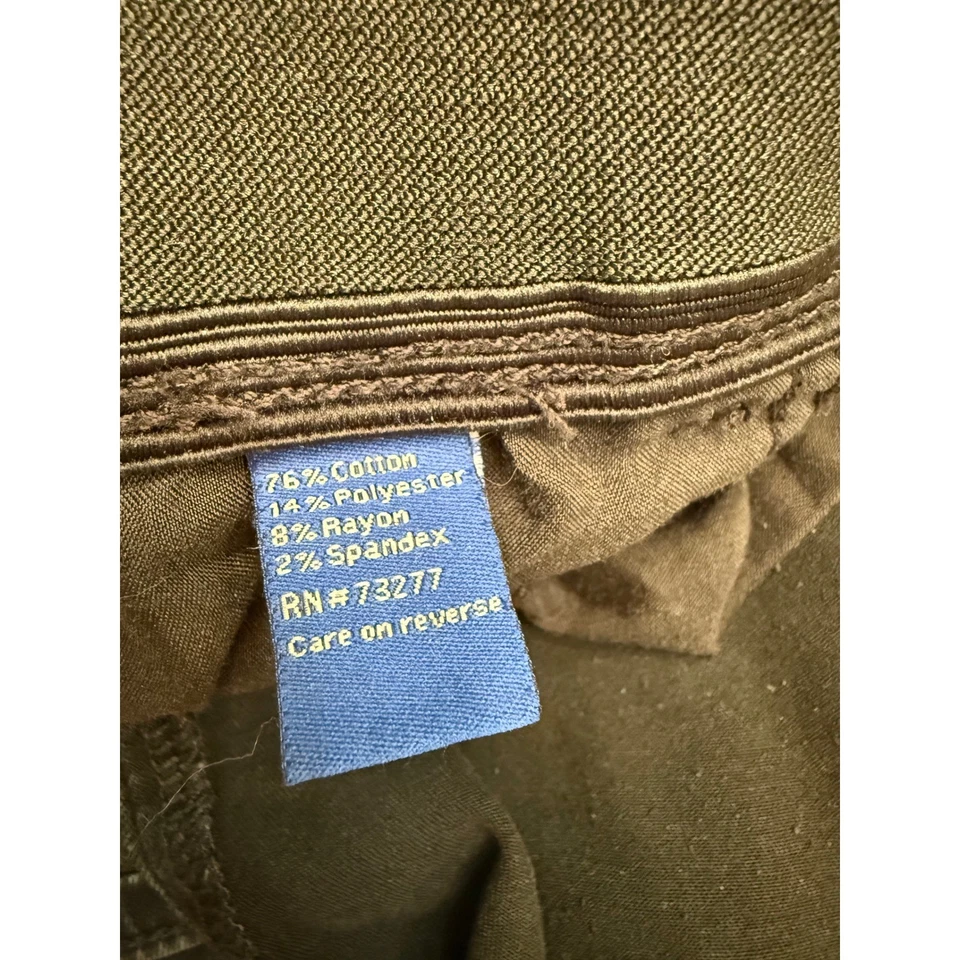 76% Cotton
14% Polyester
8% Rayon
2% Spandex
RN#73277
Care on reverse